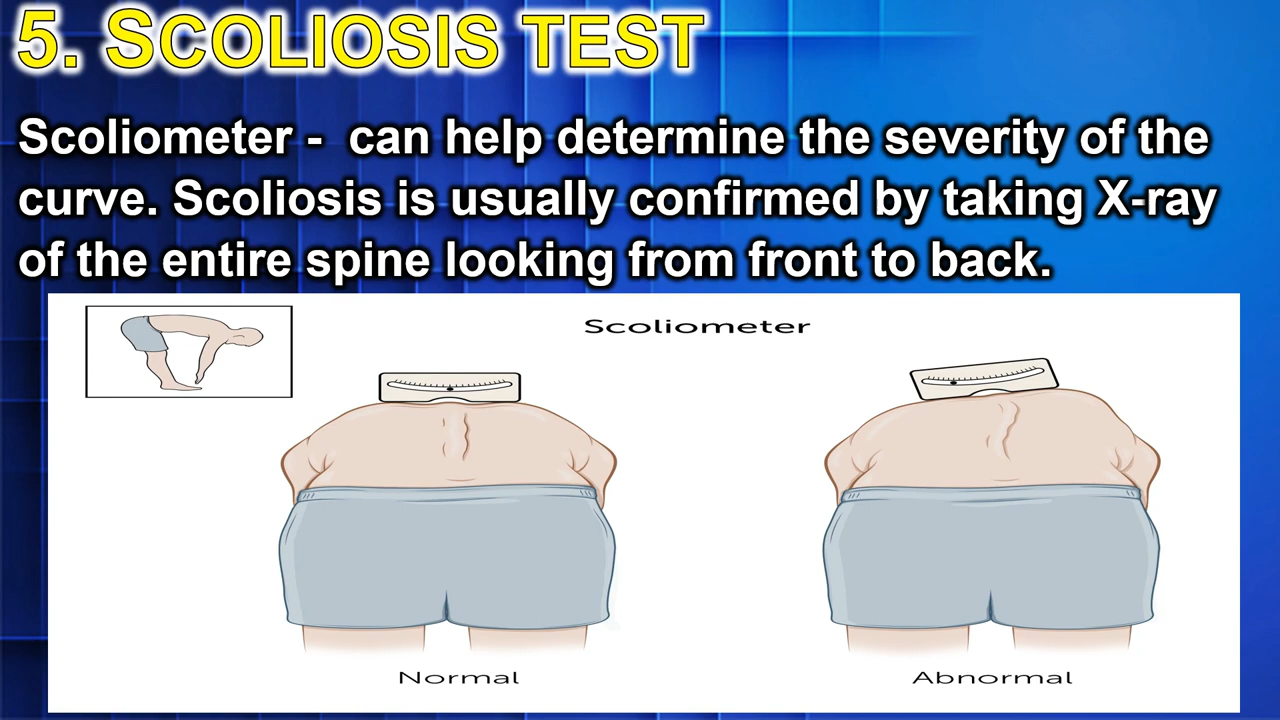 5. SCOLIOSIS TEST
Scoliometer - can help determine the severity of the
curve. Scoliosis is usually confirmed by taking X-ray
of the entire spine looking from front to back.
Scoliometer
Normal
Abnormal